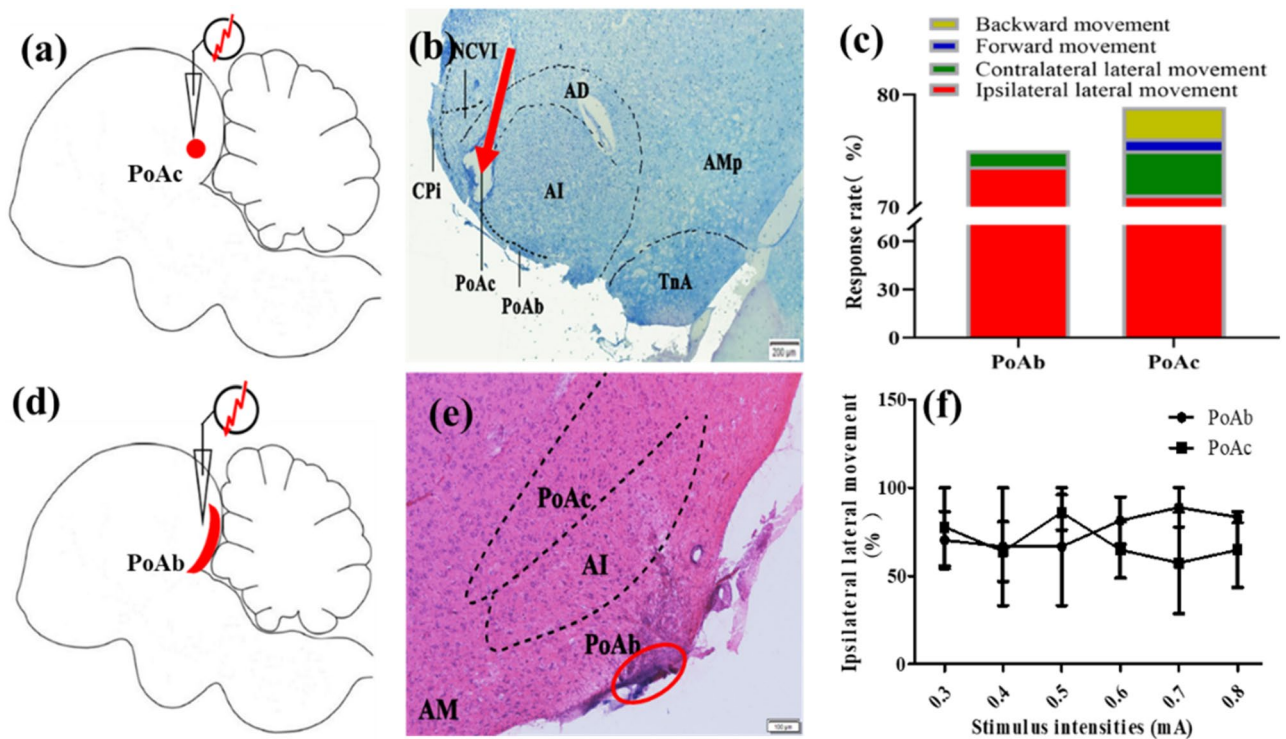 (a)
PoAc
(b)
NCVI
AD
AMp
CPi
AI
PoAc
PoAb
TnA
200 μm
(c)
Backward movement
Forward movement
Contralateral lateral movement
Ipsilateral lateral movement
Response rate( %)
80
70
60
30
0
PoAb
PoAc
(d)
PoAb
(e)
PoAc
AI
PoAb
AM
100 μm
(f)
PoAb
PoAc
Ipsilateral lateral movement
(% )
150
100
50
0
0.3
0.4
0.5
0.6
0.7
0.8
Stimulus intensities (mA)